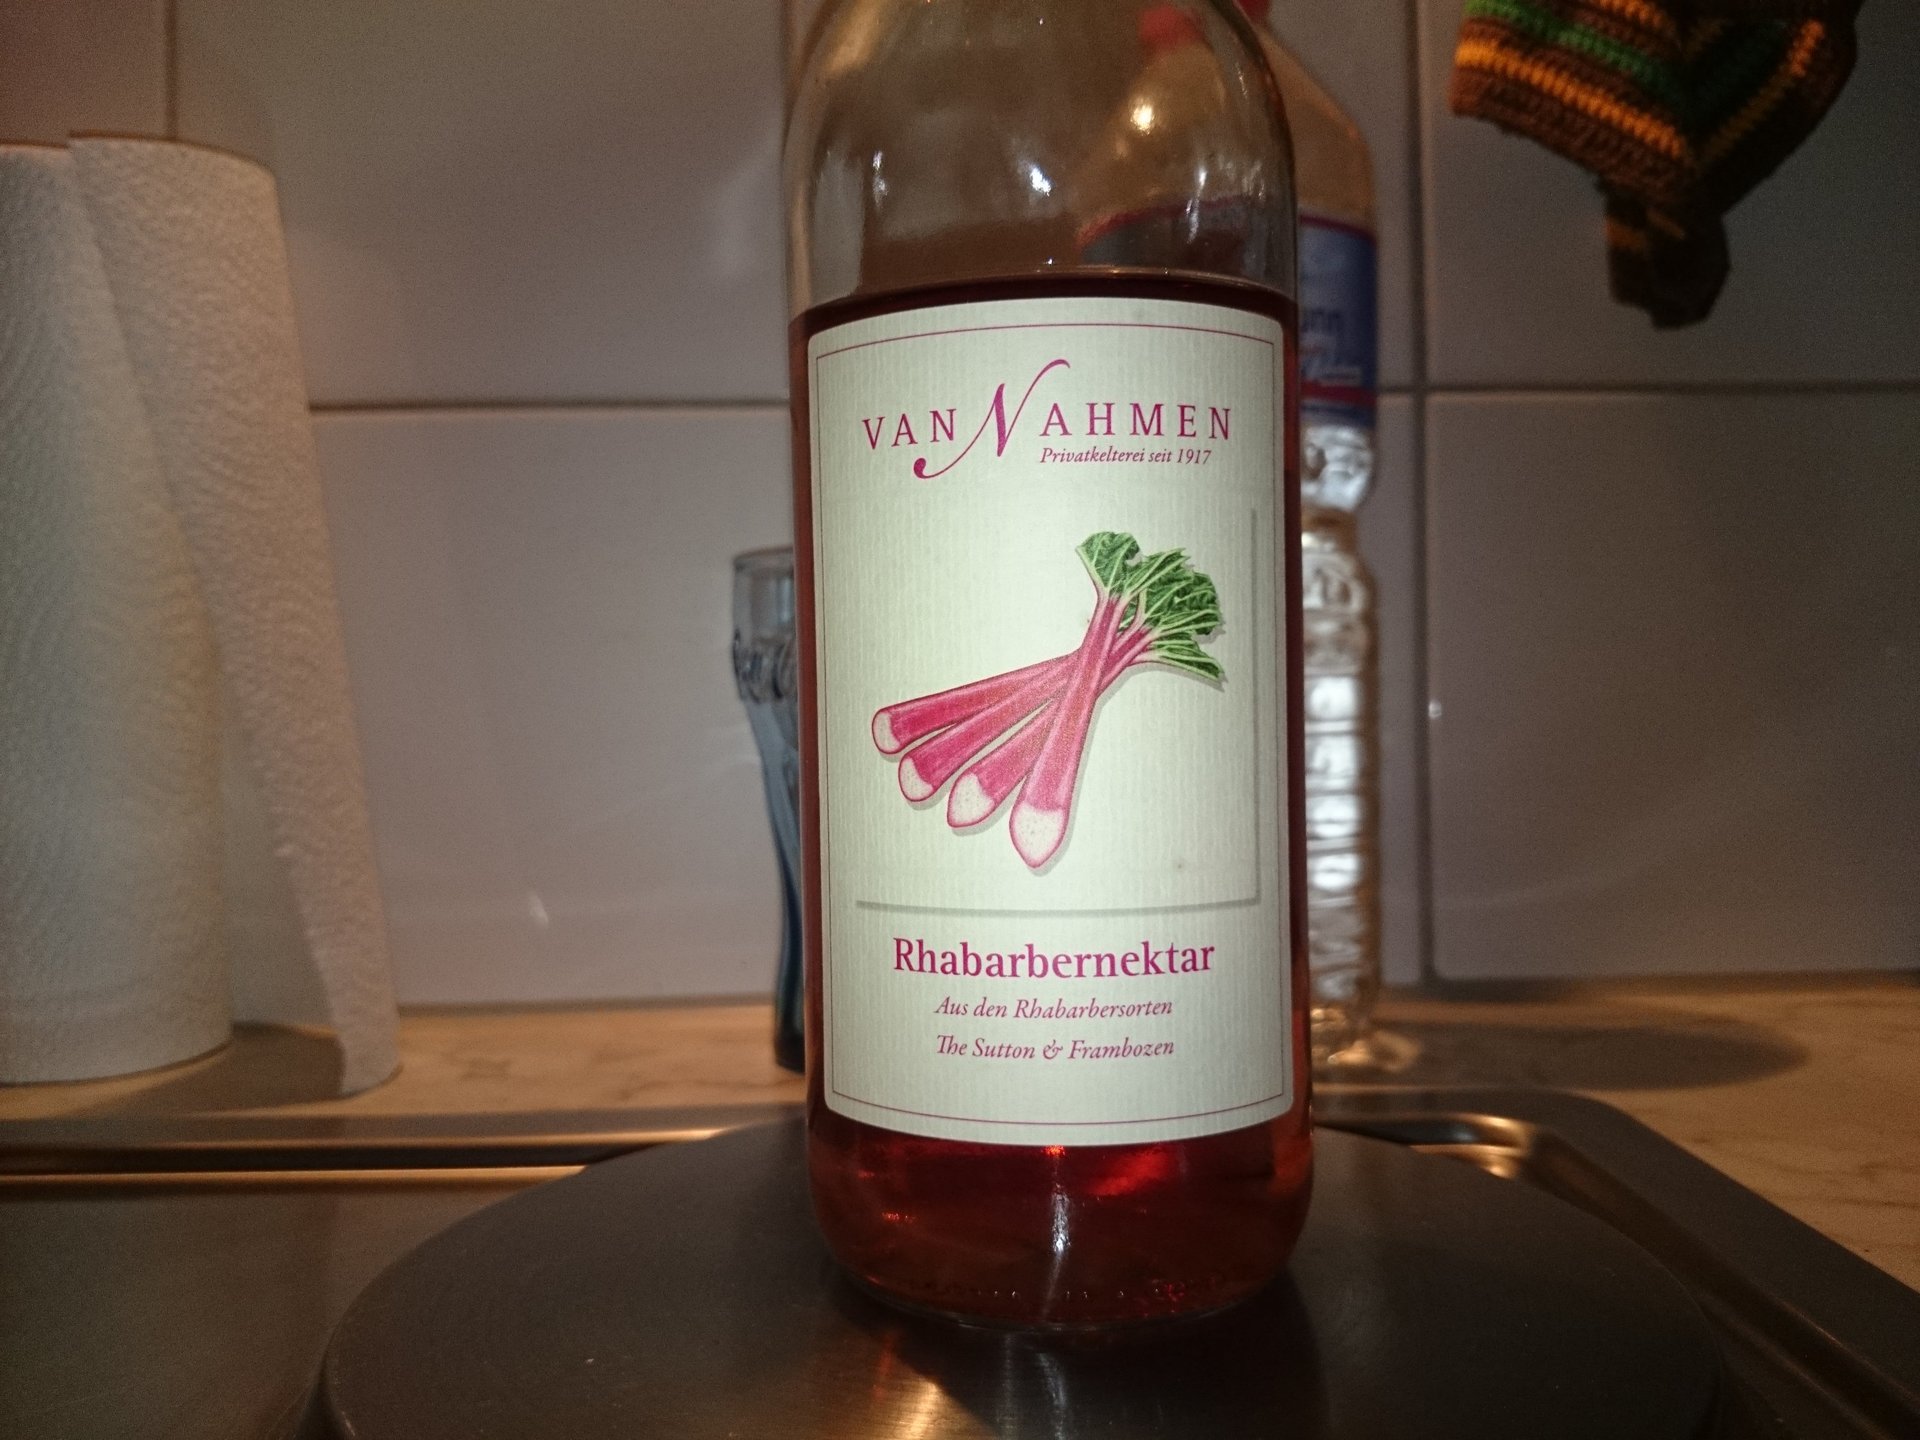 VAN NAHMEN
Privatkelterei seit 1917
Rhabarbernektar
Aus den Rhabarbersorten
The Sutton & Frambozen